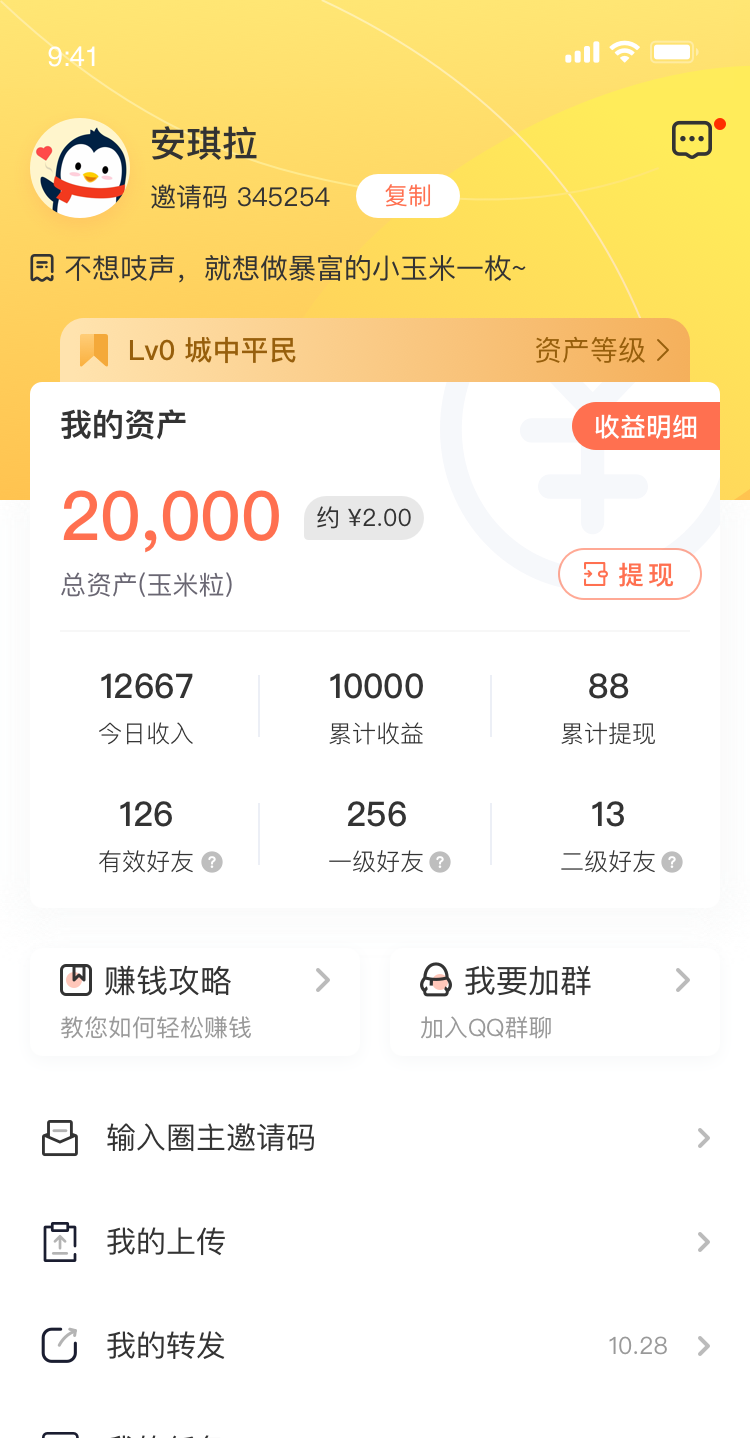 9:41
安琪拉
邀请码 345254 复制
不想吱声，就想做暴富的小玉米一枚~
Lv0 城中平民 资产等级
我的资产 收益明细
20,000 约 ¥2.00
总资产(玉米粒) 提现
12667 10000 88
今日收入 累计收益 累计提现
126 256 13
有效好友 ? 一级好友 ? 二级好友 ?
赚钱攻略 我要加群
教您如何轻松赚钱 加入QQ群聊
输入圈主邀请码
我的上传
我的转发 10.28